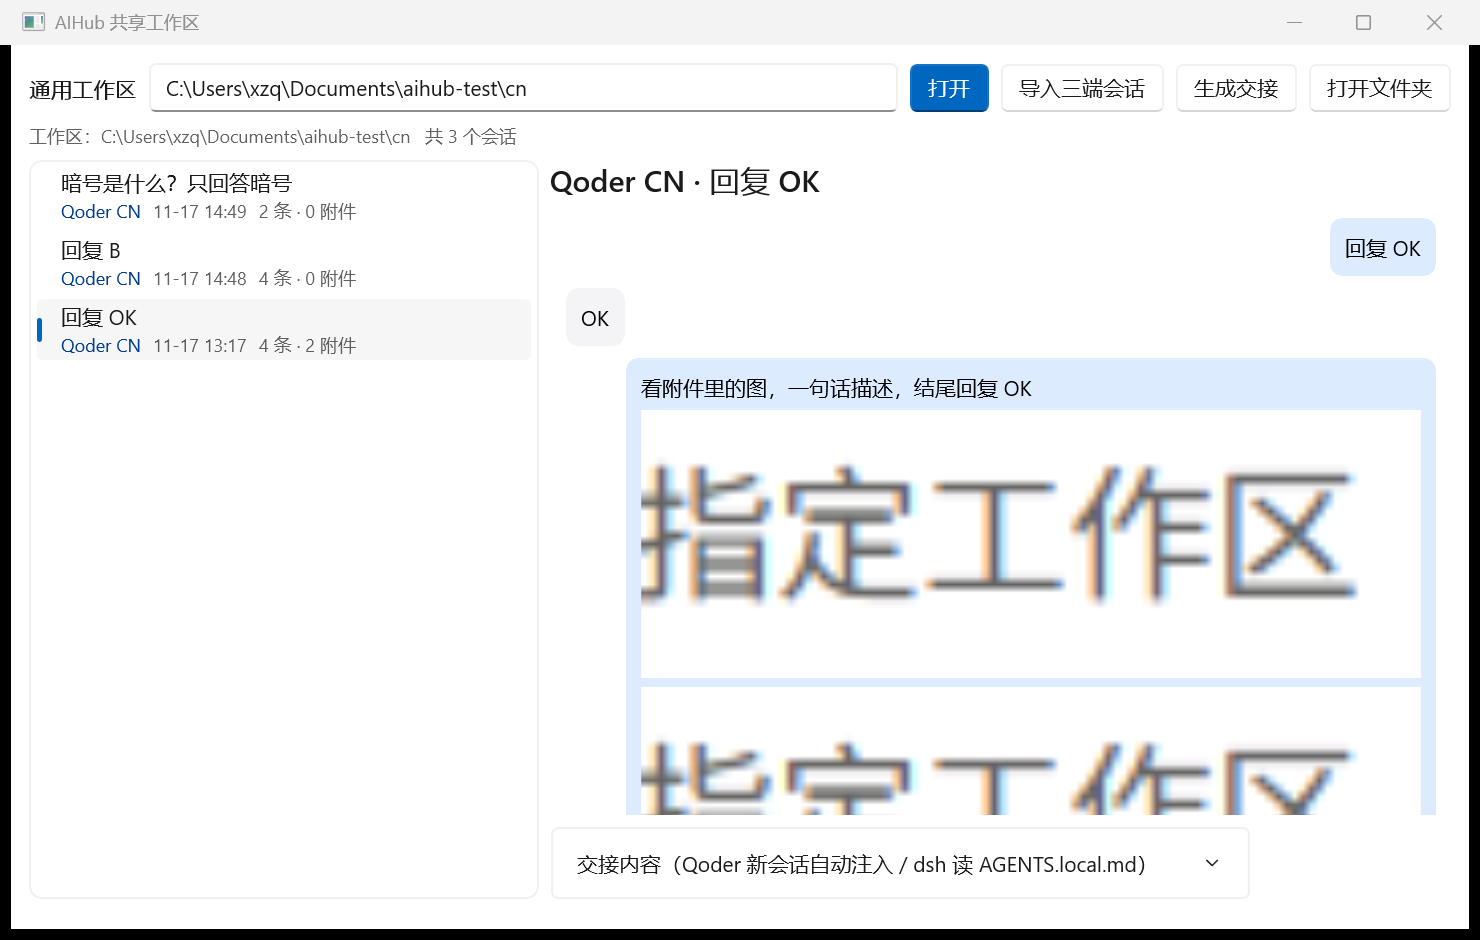 AIHub 共享工作区
通用工作区 C:\Users\xzq\Documents\aihub-test\cn 打开 导入三端会话 生成交接 打开文件夹
工作区：C:\Users\xzq\Documents\aihub-test\cn 共 3 个会话
暗号是什么？只回答暗号
Qoder CN 11-17 14:49 2 条 · 0 附件
回复 B
Qoder CN 11-17 14:48 4 条 · 0 附件
回复 OK
Qoder CN 11-17 13:17 4 条 · 2 附件
Qoder CN · 回复 OK
回复 OK
OK
看附件里的图，一句话描述，结尾回复 OK
指定工作区
指定工作区
交接内容（Qoder 新会话自动注入 / dsh 读 AGENTS.local.md）